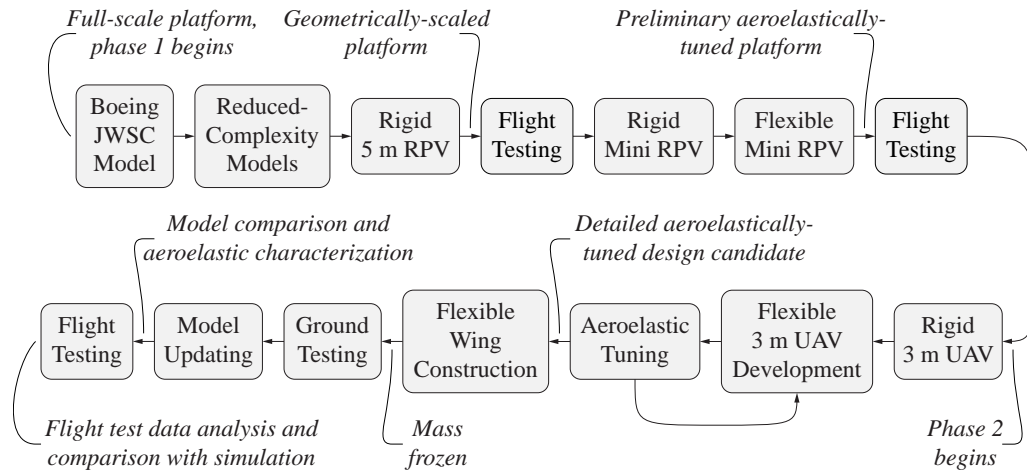 Full-scale platform,
phase 1 begins
Geometrically-scaled
platform
Preliminary aeroelastically-
tuned platform
Boeing
JWSC
Model
Reduced-
Complexity
Models
Rigid
5 m RPV
Flight
Testing
Rigid
Mini RPV
Flexible
Mini RPV
Flight
Testing
Model comparison and
aeroelastic characterization
Detailed aeroelastically-
tuned design candidate
Flight
Testing
Model
Updating
Ground
Testing
Flexible
Wing
Construction
Aeroelastic
Tuning
Flexible
3 m UAV
Development
Rigid
3 m UAV
Flight test data analysis and
comparison with simulation
Mass
frozen
Phase 2
begins